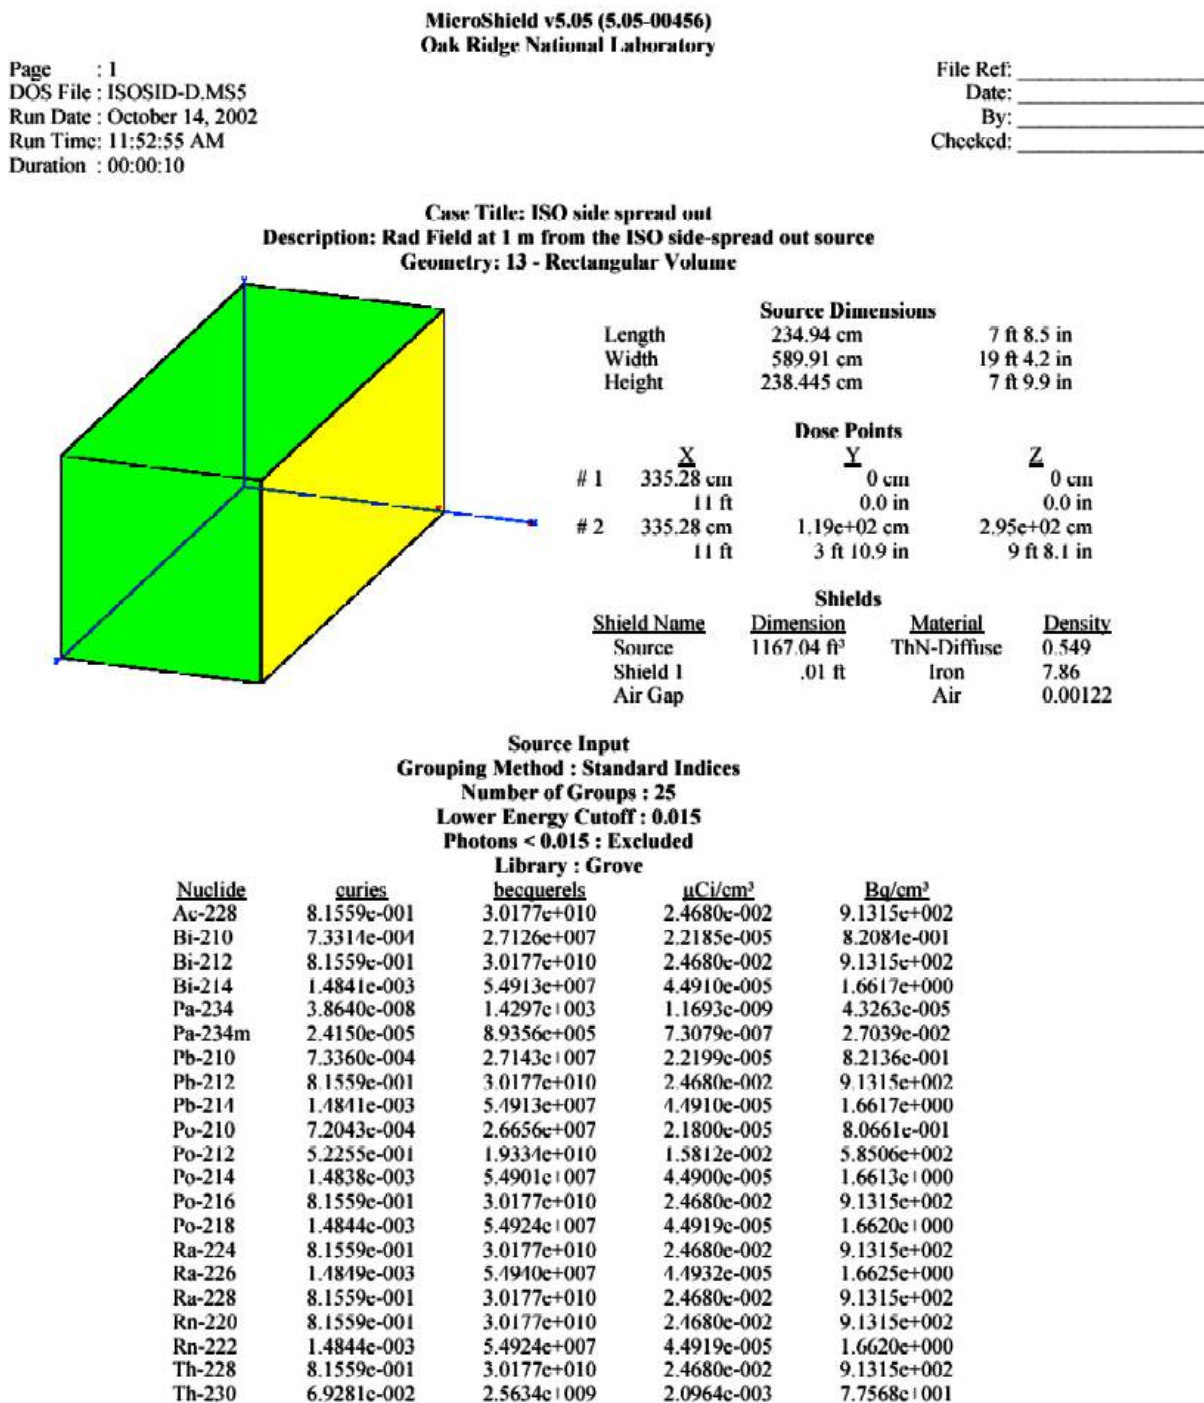 MicroShield v5.05 (5.05-00456)
Oak Ridge National Laboratory
Page : 1
DOS File : ISOSID-D.MS5
Run Date : October 14, 2002
Run Time: 11:52:55 AM
Duration : 00:00:10
File Ref:
Date:
By:
Checked:
Case Title: ISO side spread out
Description: Rad Field at 1 m from the ISO side-spread out source
Geometry: 13 - Rectangular Volume
Source Dimensions
Length 234.94 cm 7 ft 8.5 in
Width 589.91 cm 19 ft 4.2 in
Height 238.445 cm 7 ft 9.9 in
Dose Points
X Y Z
# 1 335.28 cm 0 cm 0 cm
11 ft 0.0 in 0.0 in
# 2 335.28 cm 1.19e+02 cm 2.95e+02 cm
11 ft 3 ft 10.9 in 9 ft 8.1 in
Shields
Shield Name Dimension Material Density
Source 1167.04 ft³ ThN-Diffuse 0.549
Shield 1 .01 ft Iron 7.86
Air Gap Air 0.00122
Source Input
Grouping Method : Standard Indices
Number of Groups : 25
Lower Energy Cutoff : 0.015
Photons < 0.015 : Excluded
Library : Grove
Nuclide curies becquerels μCi/cm³ Bq/cm³
Ac-228 8.1559e-001 3.0177e+010 2.4680e-002 9.1315e+002
Bi-210 7.3314e-004 2.7126e+007 2.2185e-005 8.2084e-001
Bi-212 8.1559e-001 3.0177e+010 2.4680e-002 9.1315e+002
Bi-214 1.4841e-003 5.4913e+007 4.4910e-005 1.6617e+000
Pa-234 3.8640e-008 1.4297e+003 1.1693e-009 4.3263e-005
Pa-234m 2.4150e-005 8.9356e+005 7.3079e-007 2.7039e-002
Pb-210 7.3360e-004 2.7143e+007 2.2199e-005 8.2136e-001
Pb-212 8.1559e-001 3.0177e+010 2.4680e-002 9.1315e+002
Pb-214 1.4841e-003 5.4913e+007 4.4910e-005 1.6617e+000
Po-210 7.2043e-004 2.6656e+007 2.1800e-005 8.0661e-001
Po-212 5.2255e-001 1.9334e+010 1.5812e-002 5.8506e+002
Po-214 1.4838e-003 5.4901e+007 4.4900e-005 1.6613e+000
Po-216 8.1559e-001 3.0177e+010 2.4680e-002 9.1315e+002
Po-218 1.4844e-003 5.4924e+007 4.4919e-005 1.6620e+000
Ra-224 8.1559e-001 3.0177e+010 2.4680e-002 9.1315e+002
Ra-226 1.4849e-003 5.4940e+007 4.4932e-005 1.6625e+000
Ra-228 8.1559e-001 3.0177e+010 2.4680e-002 9.1315e+002
Rn-220 8.1559e-001 3.0177e+010 2.4680e-002 9.1315e+002
Rn-222 1.4844e-003 5.4924e+007 4.4919e-005 1.6620e+000
Th-228 8.1559e-001 3.0177e+010 2.4680e-002 9.1315e+002
Th-230 6.9281e-002 2.5634e+009 2.0964e-003 7.7568e+001